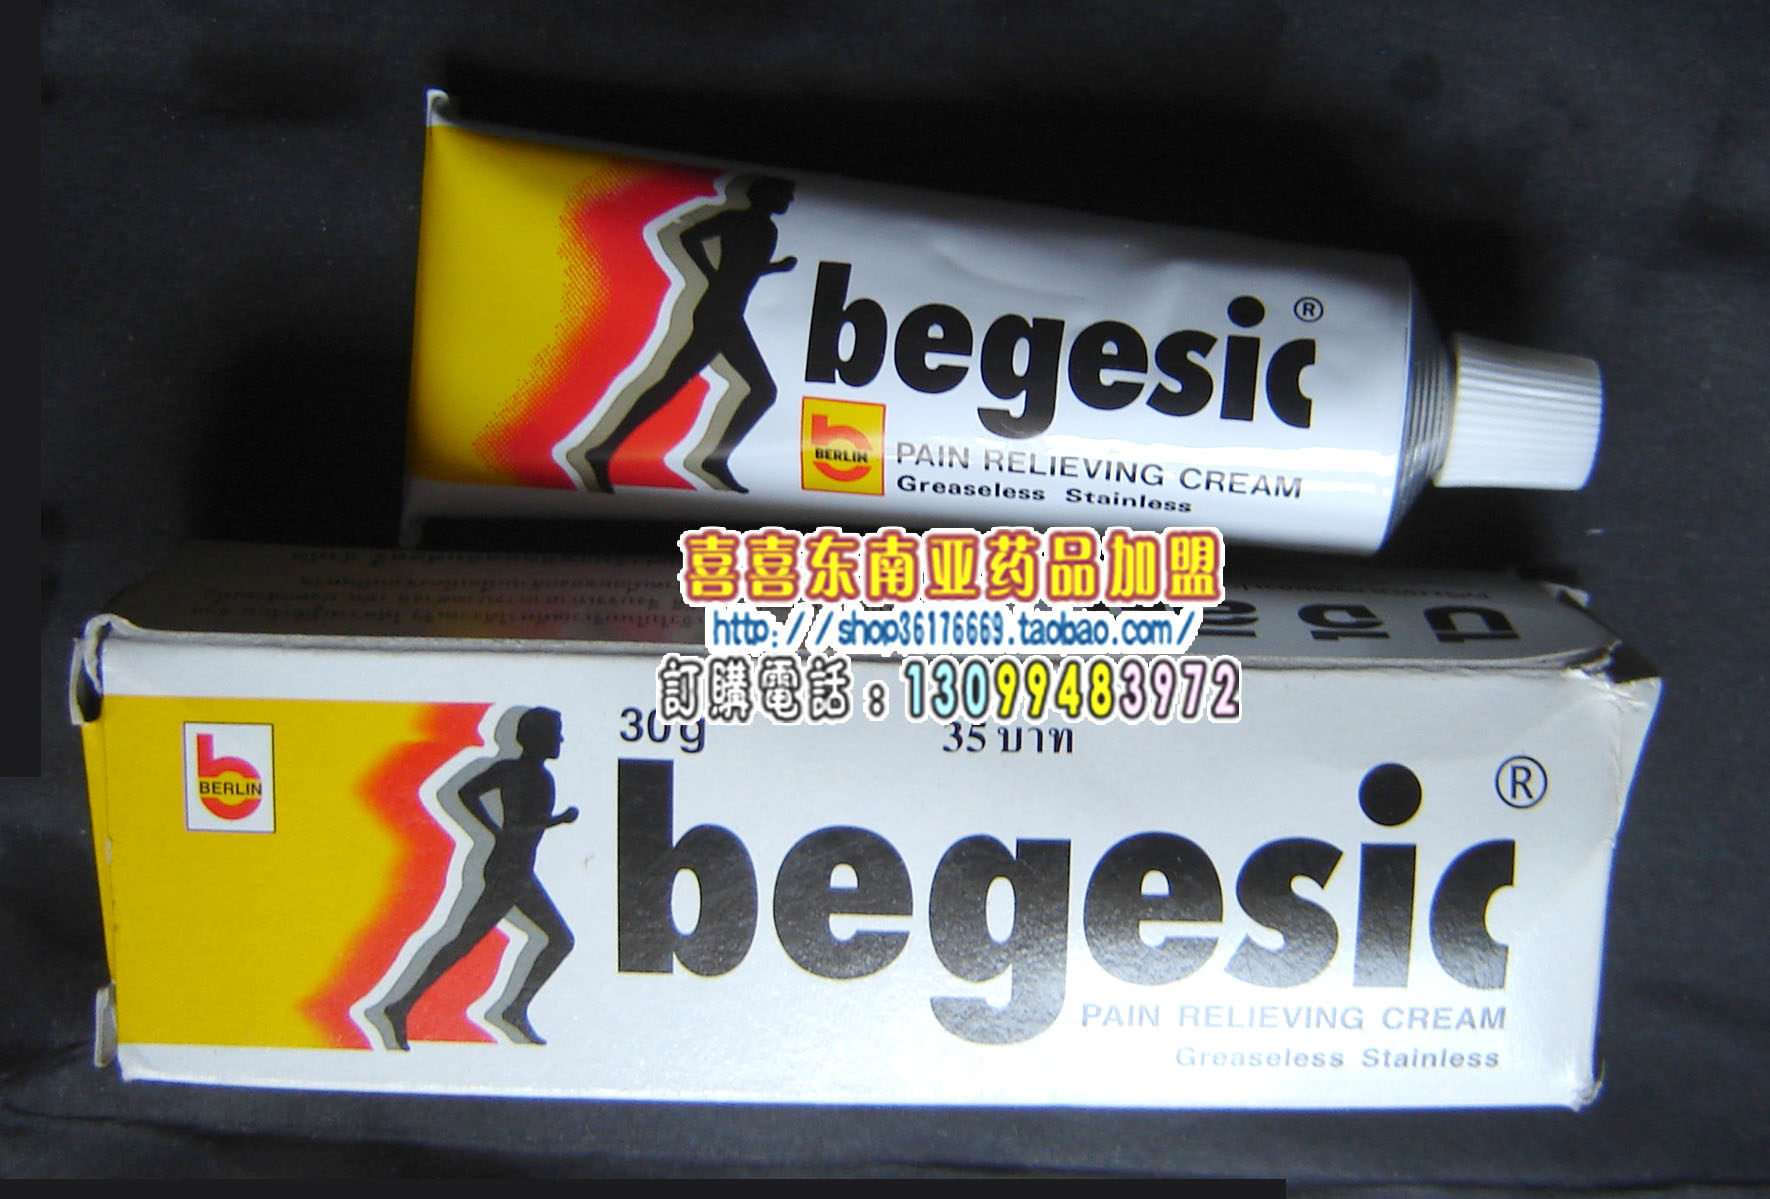 begesic ®
BERLIN
PAIN RELIEVING CREAM
Greaseless Stainless
喜喜东南亚药品加盟
http://shop36176669.taobao.com/
訂購電話：13099483972
30g
35 บาท
BERLIN
begesic ®
PAIN RELIEVING CREAM
Greaseless Stainless